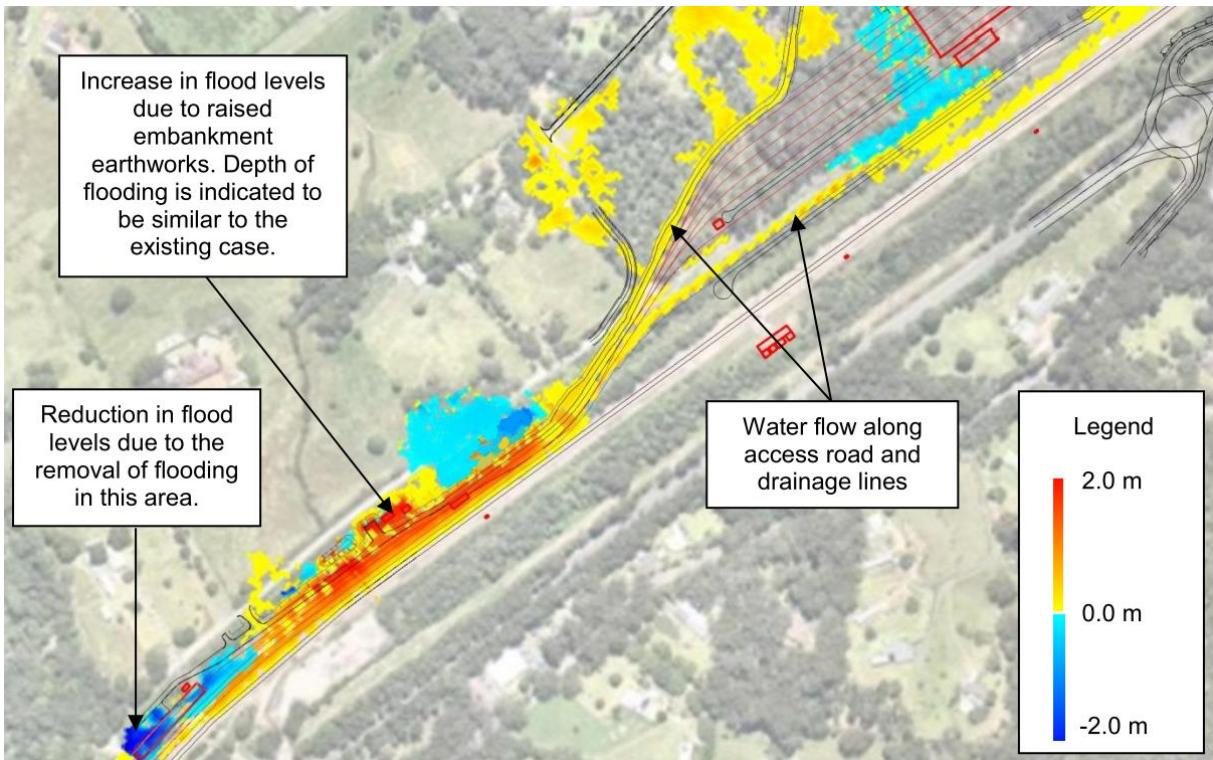 Increase in flood levels
due to raised
embankment
earthworks. Depth of
flooding is indicated to
be similar to the
existing case.
Reduction in flood
levels due to the
removal of flooding
in this area.
Water flow along
access road and
drainage lines
Legend
2.0 m
0.0 m
-2.0 m